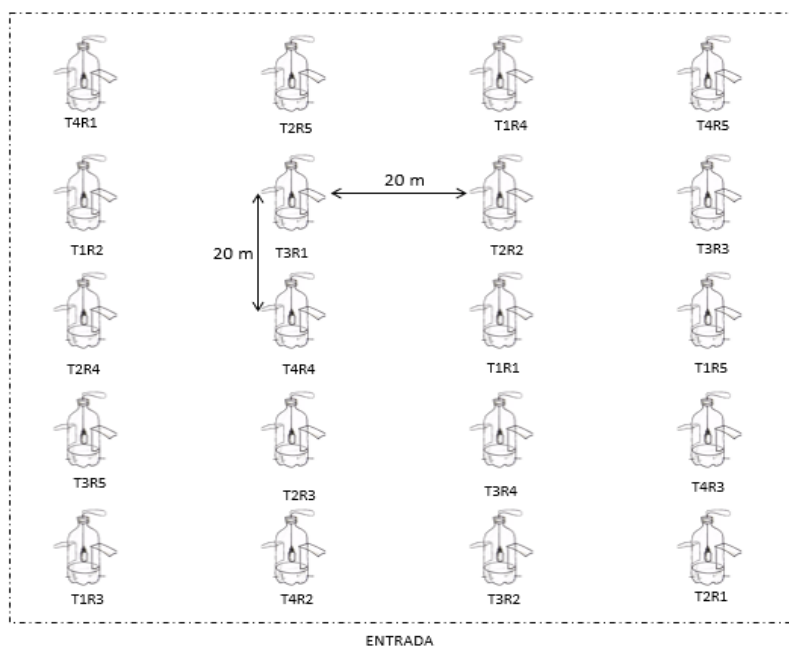 T4R1 T2R5 T1R4 T4R5
20 m
T1R2 T3R1 T2R2 T3R3
20 m
T2R4 T4R4 T1R1 T1R5
T3R5 T2R3 T3R4 T4R3
T1R3 T4R2 T3R2 T2R1
ENTRADA